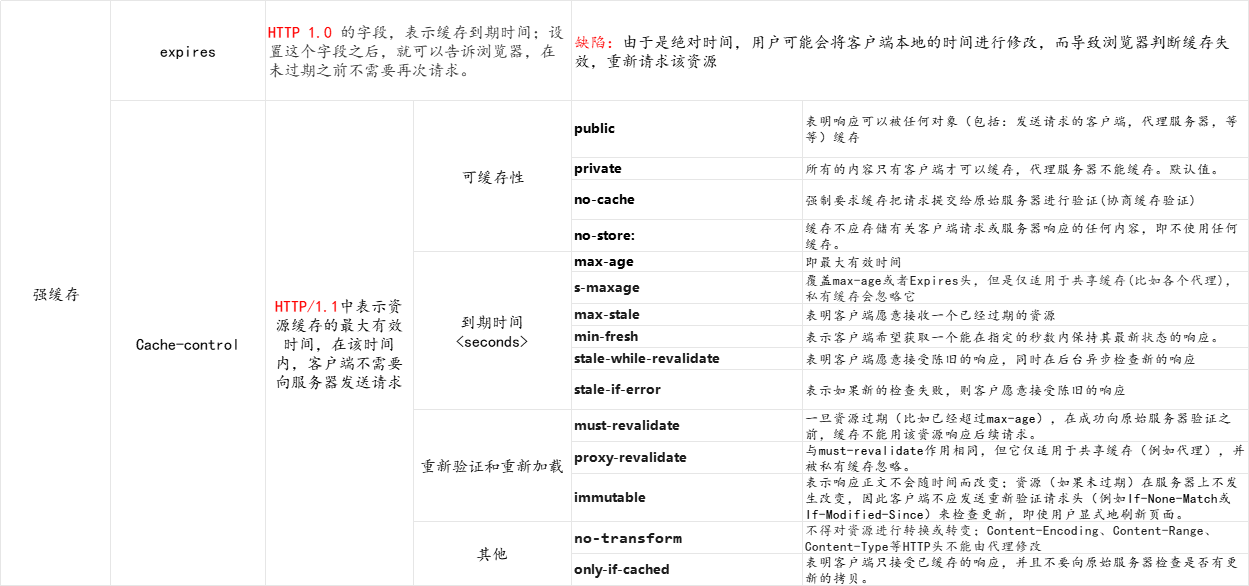 强缓存
expires
HTTP 1.0 的字段，表示缓存到期时间；设
置这个字段之后，就可以告诉浏览器，在
未过期之前不需要再次请求。
缺陷：由于是绝对时间，用户可能会将客户端本地的时间进行修改，而导致浏览器判断缓存失
效，重新请求该资源
Cache-control
HTTP/1.1中表示资
源缓存的最大有效
时间，在该时间
内，客户端不需要
向服务器发送请求
可缓存性
public
表明响应可以被任何对象（包括：发送请求的客户端，代理服务器，等
等）缓存
private
所有的内容只有客户端才可以缓存，代理服务器不能缓存。默认值。
no-cache
强制要求缓存把请求提交给原始服务器进行验证(协商缓存验证)
no-store:
缓存不应存储有关客户端请求或服务器响应的任何内容，即不使用任何
缓存。
到期时间
<seconds>
max-age
即最大有效时间
s-maxage
覆盖max-age或者Expires头，但是仅适用于共享缓存(比如各个代理)，
私有缓存会忽略它
max-stale
表明客户端愿意接收一个已经过期的资源
min-fresh
表示客户端希望获取一个能在指定的秒数内保持其最新状态的响应。
stale-while-revalidate
表明客户端愿意接受陈旧的响应，同时在后台异步检查新的响应
stale-if-error
表示如果新的检查失败，则客户愿意接受陈旧的响应
重新验证和重新加载
must-revalidate
一旦资源过期（比如已经超过max-age），在成功向原始服务器验证之
前，缓存不能用该资源响应后续请求。
proxy-revalidate
与must-revalidate作用相同，但它仅适用于共享缓存（例如代理），并
被私有缓存忽略。
immutable
表示响应正文不会随时间而改变；资源（如果未过期）在服务器上不发
生改变，因此客户端不应发送重新验证请求头（例如If-None-Match或
If-Modified-Since）来检查更新，即使用户显式地刷新页面。
其他
no-transform
不得对资源进行转换或转变；Content-Encoding、Content-Range、
Content-Type等HTTP头不能由代理修改
only-if-cached
表明客户端只接受已缓存的响应，并且不要向原始服务器检查是否有更
新的拷贝。